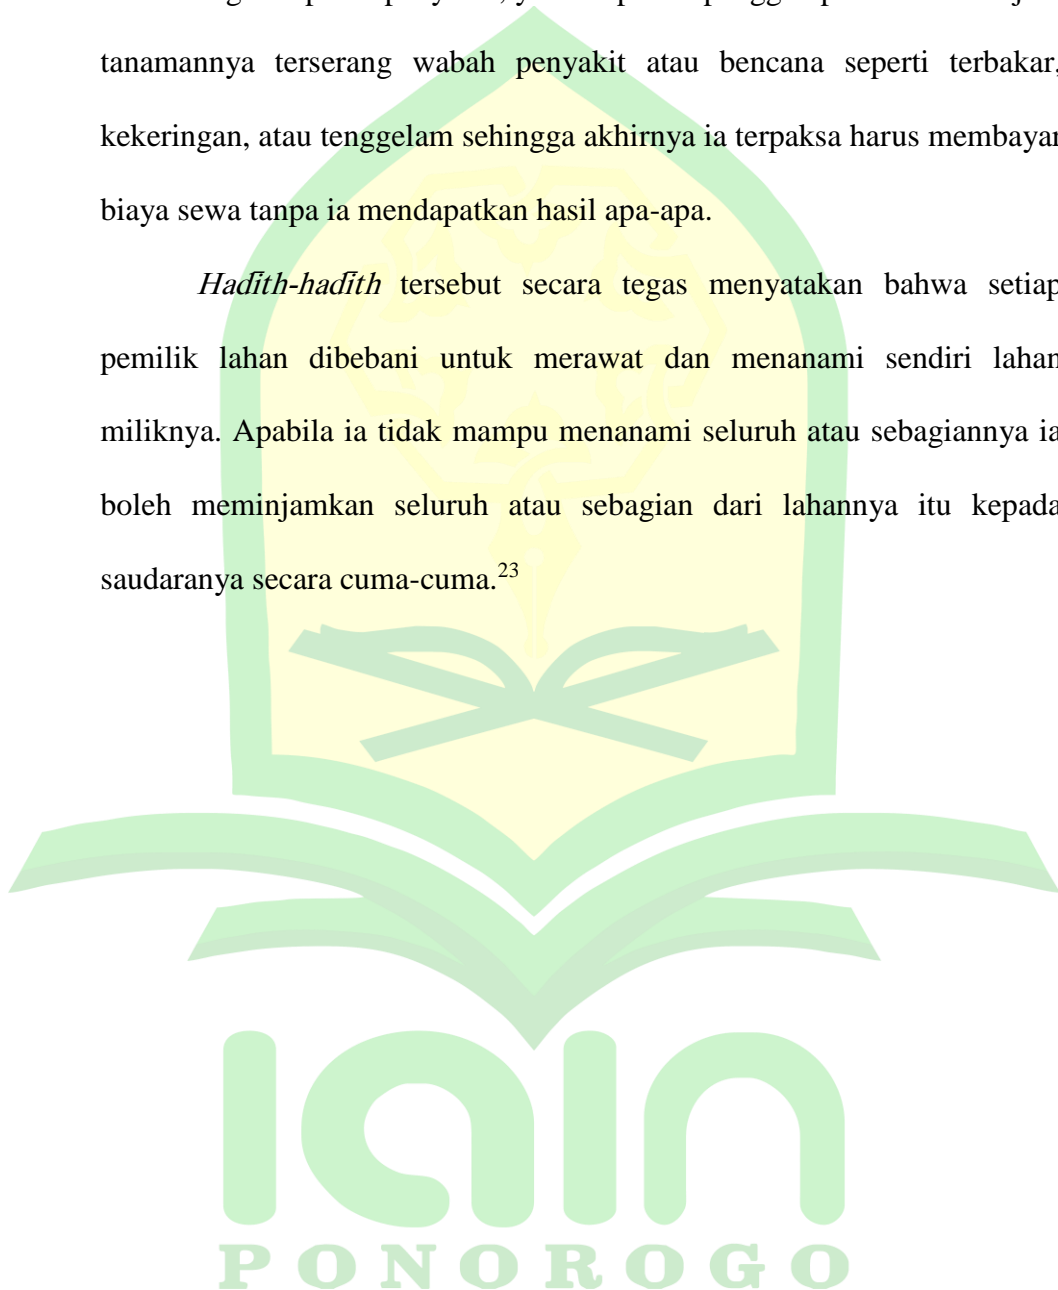 tanamannya terserang wabah penyakit atau bencana seperti terbakar,
kekeringan, atau tenggelam sehingga akhirnya ia terpaksa harus membayar
biaya sewa tanpa ia mendapatkan hasil apa-apa.
Hadīth-hadīth tersebut secara tegas menyatakan bahwa setiap
pemilik lahan dibebani untuk merawat dan menanami sendiri lahan
miliknya. Apabila ia tidak mampu menanami seluruh atau sebagiannya ia
boleh meminjamkan seluruh atau sebagian dari lahannya itu kepada
saudaranya secara cuma-cuma.23
iain
PONOROGO